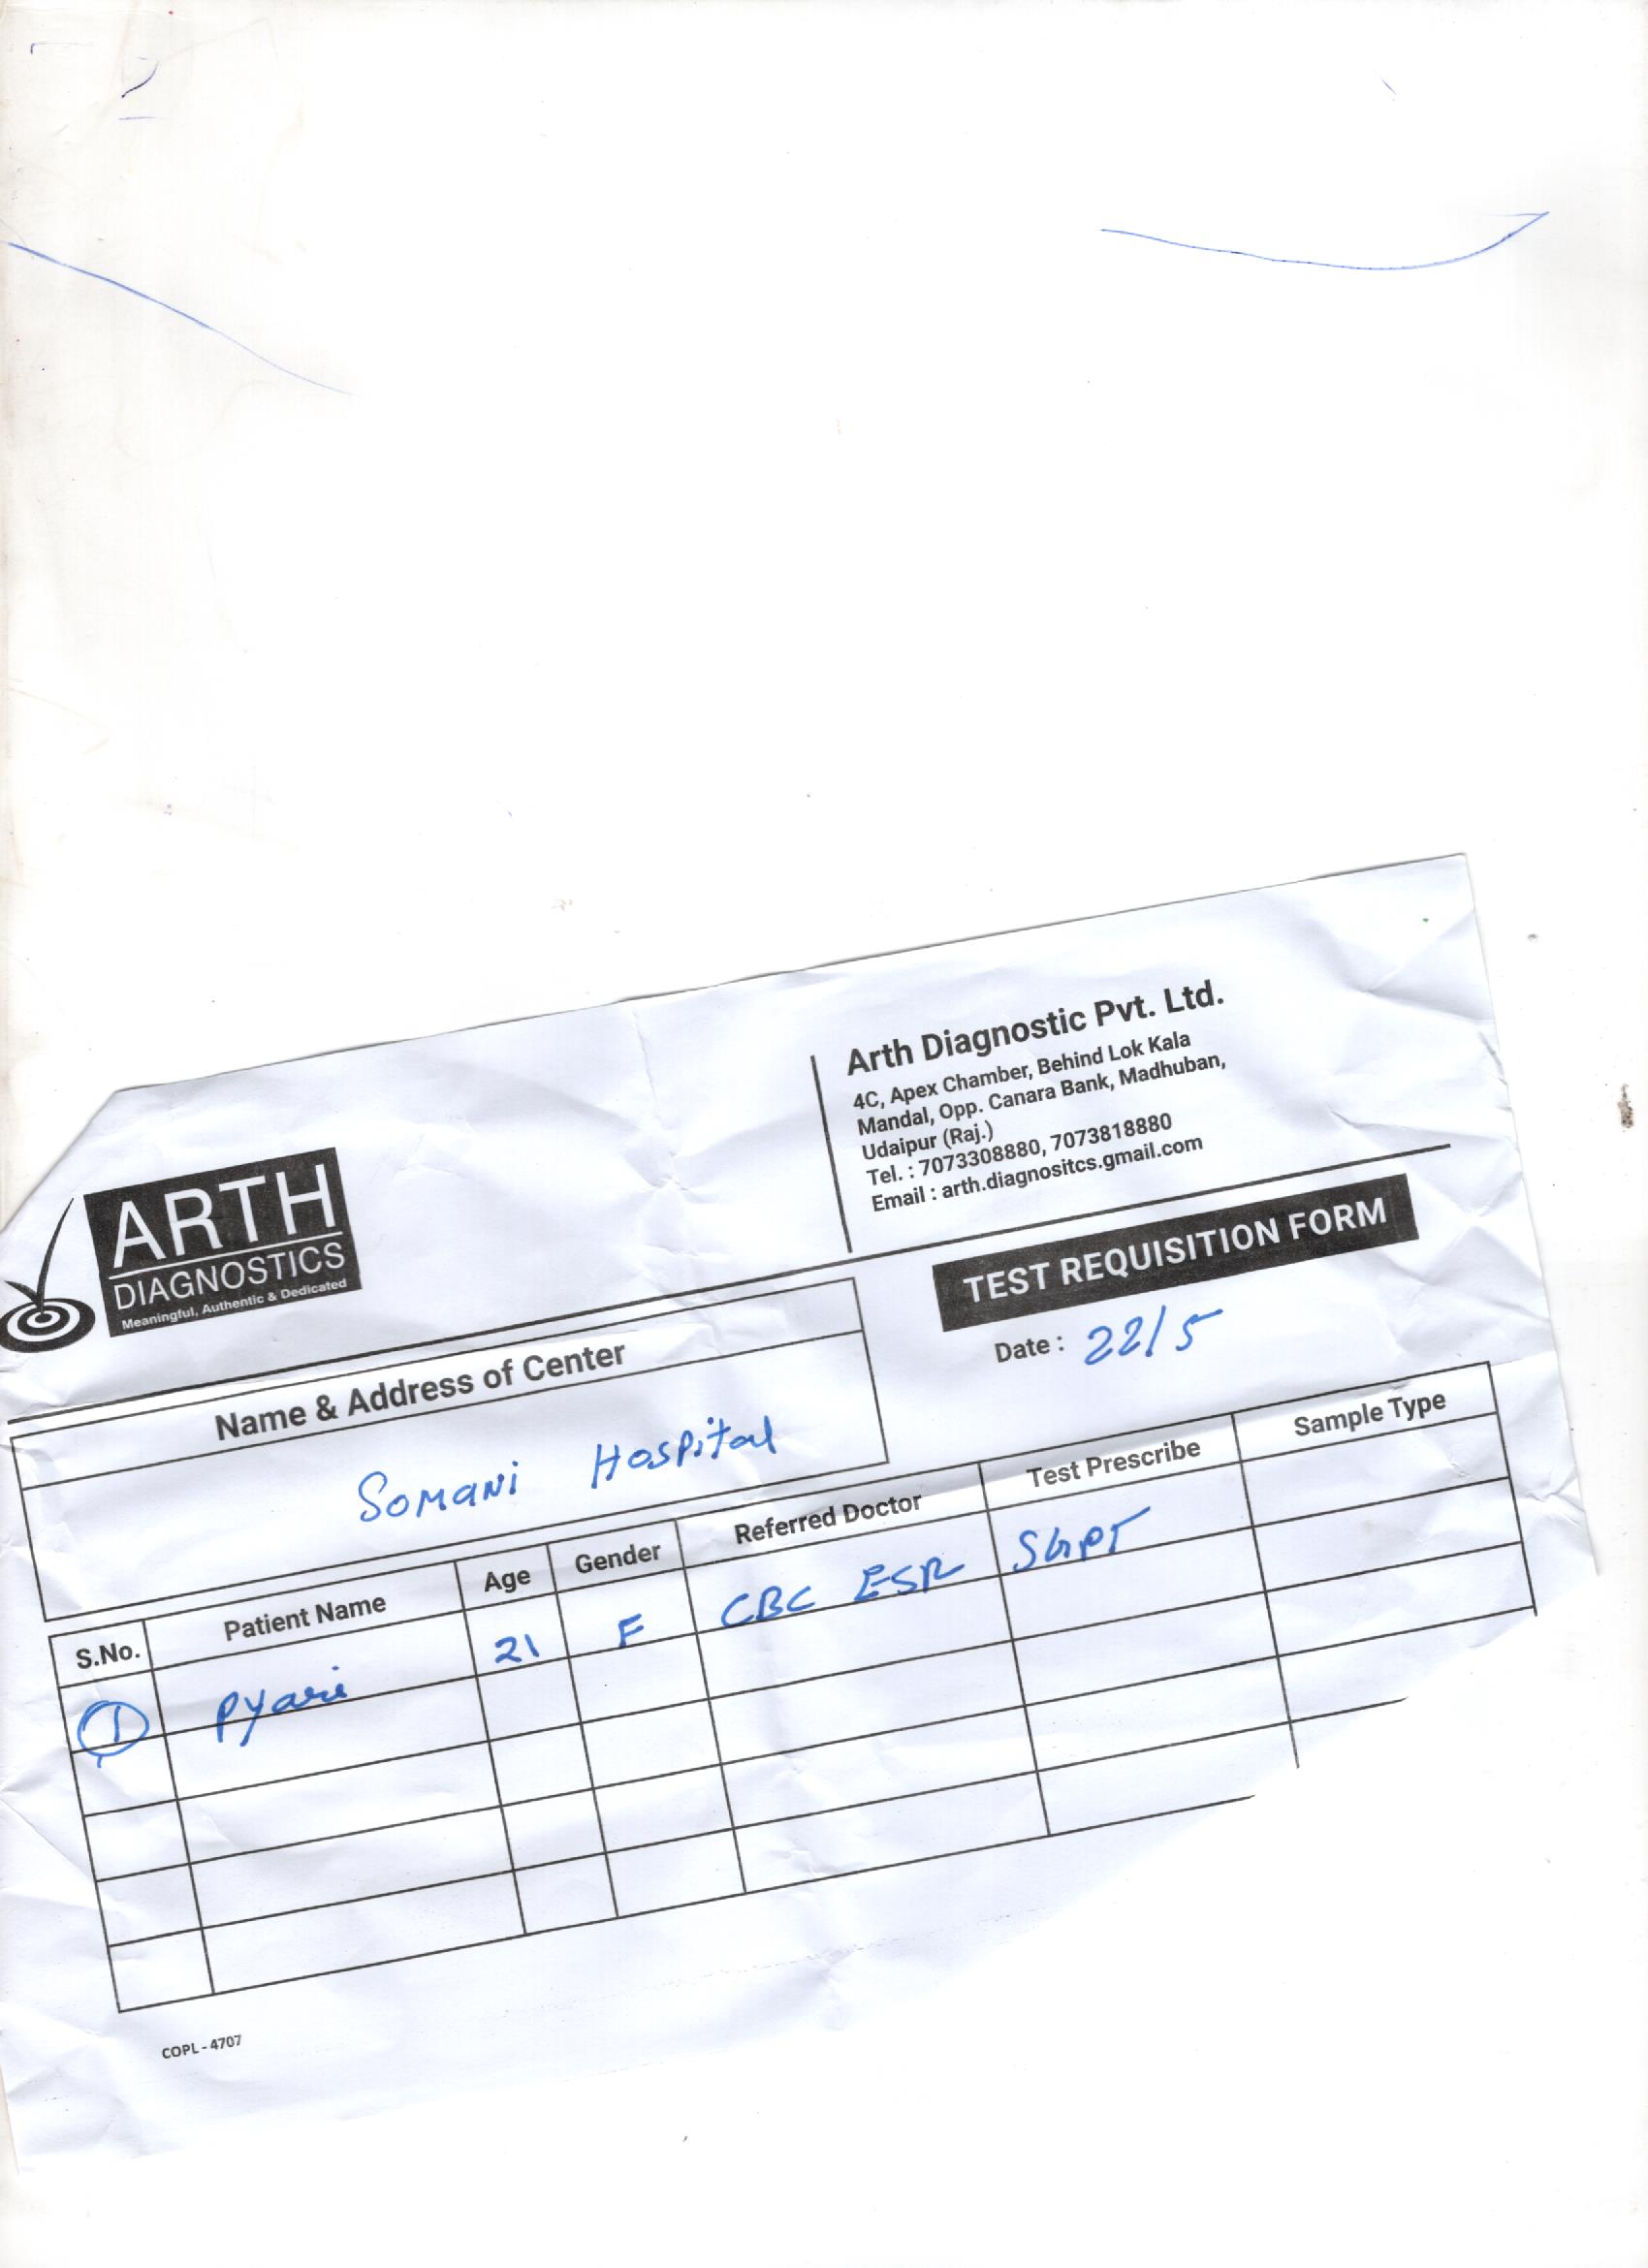 ARTH
DIAGNOSTICS
Meaningful, Authentic & Dedicated
Arth Diagnostic Pvt. Ltd.
4C, Apex Chamber, Behind Lok Kala
Mandal, Opp. Canara Bank, Madhuban,
Udaipur (Raj.)
Tel. : 7073308880, 7073818880
Email : arth.diagnositcs.gmail.com
TEST REQUISITION FORM
Date : 22/5
Name & Address of Center
Somani Hospital
S.No. Patient Name Age Gender Referred Doctor Test Prescribe Sample Type
1 Pyari 21 F CBC ESR SGPT
COPL - 4707